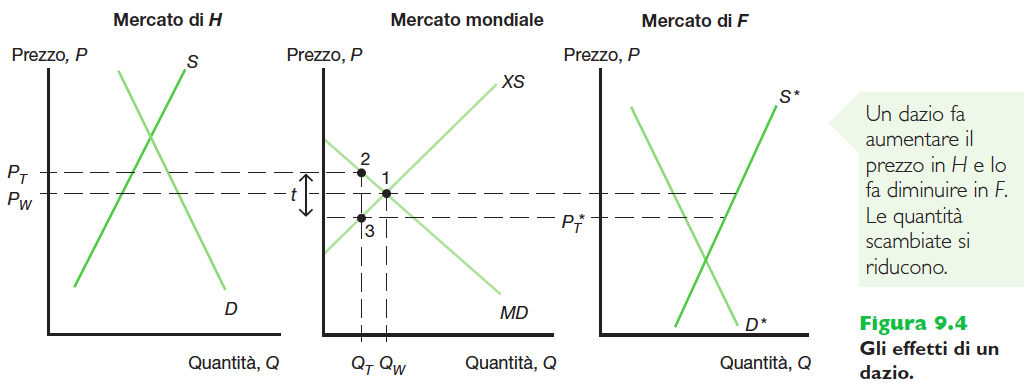 Mercato di H
Mercato mondiale
Mercato di F
Prezzo, P
Prezzo, P
Prezzo, P
S
XS
S*
Un dazio fa
aumentare il
prezzo in H e lo
fa diminuire in F.
Le quantità
scambiate si
riducono.
2
1
P_T
P_W
t
3
P_T*
D
MD
D*
Figura 9.4
Gli effetti di un
dazio.
Quantità, Q
Q_T Q_W
Quantità, Q
Quantità, Q